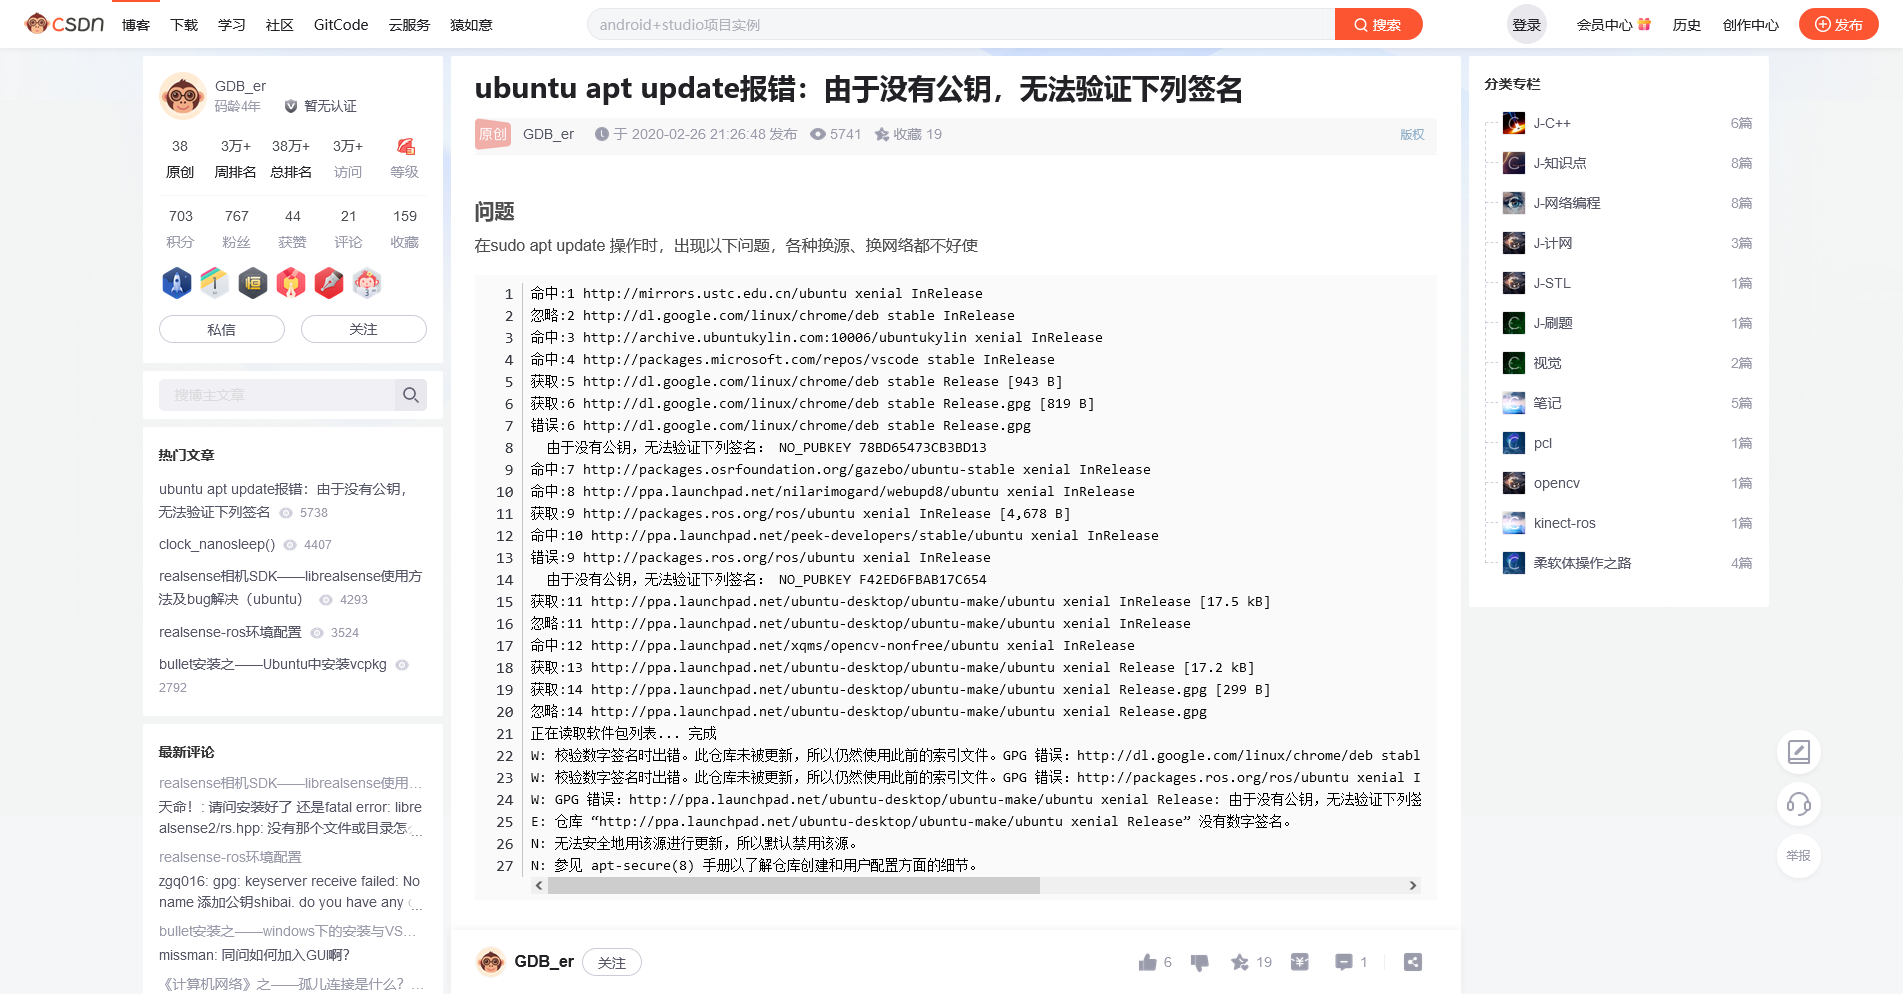 CSDN 博客 下载 学习 社区 GitCode 云服务 猿如意 android+studio项目实例 搜索 登录 会员中心 历史 创作中心 发布
GDB_er
码龄4年 暂无认证
38 3万+ 38万+ 3万+
原创 周排名 总排名 访问 等级
703 767 44 21 159
积分 粉丝 获赞 评论 收藏
私信 关注
搜博主文章
热门文章
ubuntu apt update报错：由于没有公钥，
无法验证下列签名 5738
clock_nanosleep() 4407
realsense相机SDK——librealsense使用方
法及bug解决（ubuntu） 4293
realsense-ros环境配置 3524
bullet安装之——Ubuntu中安装vcpkg
2792
最新评论
realsense相机SDK——librealsense使用...
天命！: 请问安装好了 还是fatal error: libre
alsense2/rs.hpp: 没有那个文件或目录怎...
realsense-ros环境配置
zgq016: gpg: keyserver receive failed: No
name 添加公钥shibai. do you have any ...
bullet安装之——windows下的安装与VS...
missman: 同问如何加入GUI啊？
《计算机网络》之——孤儿连接是什么？...
ubuntu apt update报错：由于没有公钥，无法验证下列签名
原创 GDB_er 于 2020-02-26 21:26:48 发布 5741 收藏 19 版权
问题
在sudo apt update 操作时，出现以下问题，各种换源、换网络都不好使
1 命中:1 http://mirrors.ustc.edu.cn/ubuntu xenial InRelease
2 忽略:2 http://dl.google.com/linux/chrome/deb stable InRelease
3 命中:3 http://archive.ubuntukylin.com:10006/ubuntukylin xenial InRelease
4 命中:4 http://packages.microsoft.com/repos/vscode stable InRelease
5 获取:5 http://dl.google.com/linux/chrome/deb stable Release [943 B]
6 获取:6 http://dl.google.com/linux/chrome/deb stable Release.gpg [819 B]
7 错误:6 http://dl.google.com/linux/chrome/deb stable Release.gpg
8 由于没有公钥，无法验证下列签名： NO_PUBKEY 78BD65473CB3BD13
9 命中:7 http://packages.osrfoundation.org/gazebo/ubuntu-stable xenial InRelease
10 命中:8 http://ppa.launchpad.net/nilarimogard/webupd8/ubuntu xenial InRelease
11 获取:9 http://packages.ros.org/ros/ubuntu xenial InRelease [4,678 B]
12 命中:10 http://ppa.launchpad.net/peek-developers/stable/ubuntu xenial InRelease
13 错误:9 http://packages.ros.org/ros/ubuntu xenial InRelease
14 由于没有公钥，无法验证下列签名： NO_PUBKEY F42ED6FBAB17C654
15 获取:11 http://ppa.launchpad.net/ubuntu-desktop/ubuntu-make/ubuntu xenial InRelease [17.5 kB]
16 忽略:11 http://ppa.launchpad.net/ubuntu-desktop/ubuntu-make/ubuntu xenial InRelease
17 命中:12 http://ppa.launchpad.net/xqms/opencv-nonfree/ubuntu xenial InRelease
18 获取:13 http://ppa.launchpad.net/ubuntu-desktop/ubuntu-make/ubuntu xenial Release [17.2 kB]
19 获取:14 http://ppa.launchpad.net/ubuntu-desktop/ubuntu-make/ubuntu xenial Release.gpg [299 B]
20 忽略:14 http://ppa.launchpad.net/ubuntu-desktop/ubuntu-make/ubuntu xenial Release.gpg
21 正在读取软件包列表... 完成
22 W: 校验数字签名时出错。此仓库未被更新，所以仍然使用此前的索引文件。GPG 错误：http://dl.google.com/linux/chrome/deb stabl
23 W: 校验数字签名时出错。此仓库未被更新，所以仍然使用此前的索引文件。GPG 错误：http://packages.ros.org/ros/ubuntu xenial I
24 W: GPG 错误：http://ppa.launchpad.net/ubuntu-desktop/ubuntu-make/ubuntu xenial Release: 由于没有公钥，无法验证下列签
25 E: 仓库 “http://ppa.launchpad.net/ubuntu-desktop/ubuntu-make/ubuntu xenial Release” 没有数字签名。
26 N: 无法安全地用该源进行更新，所以默认禁用该源。
27 N: 参见 apt-secure(8) 手册以了解仓库创建和用户配置方面的细节。
GDB_er 关注 6 19 1
分类专栏
J-C++ 6篇
J-知识点 8篇
J-网络编程 8篇
J-计网 3篇
J-STL 1篇
J-刷题 1篇
视觉 2篇
笔记 5篇
pcl 1篇
opencv 1篇
kinect-ros 1篇
柔软体操作之路 4篇
举报